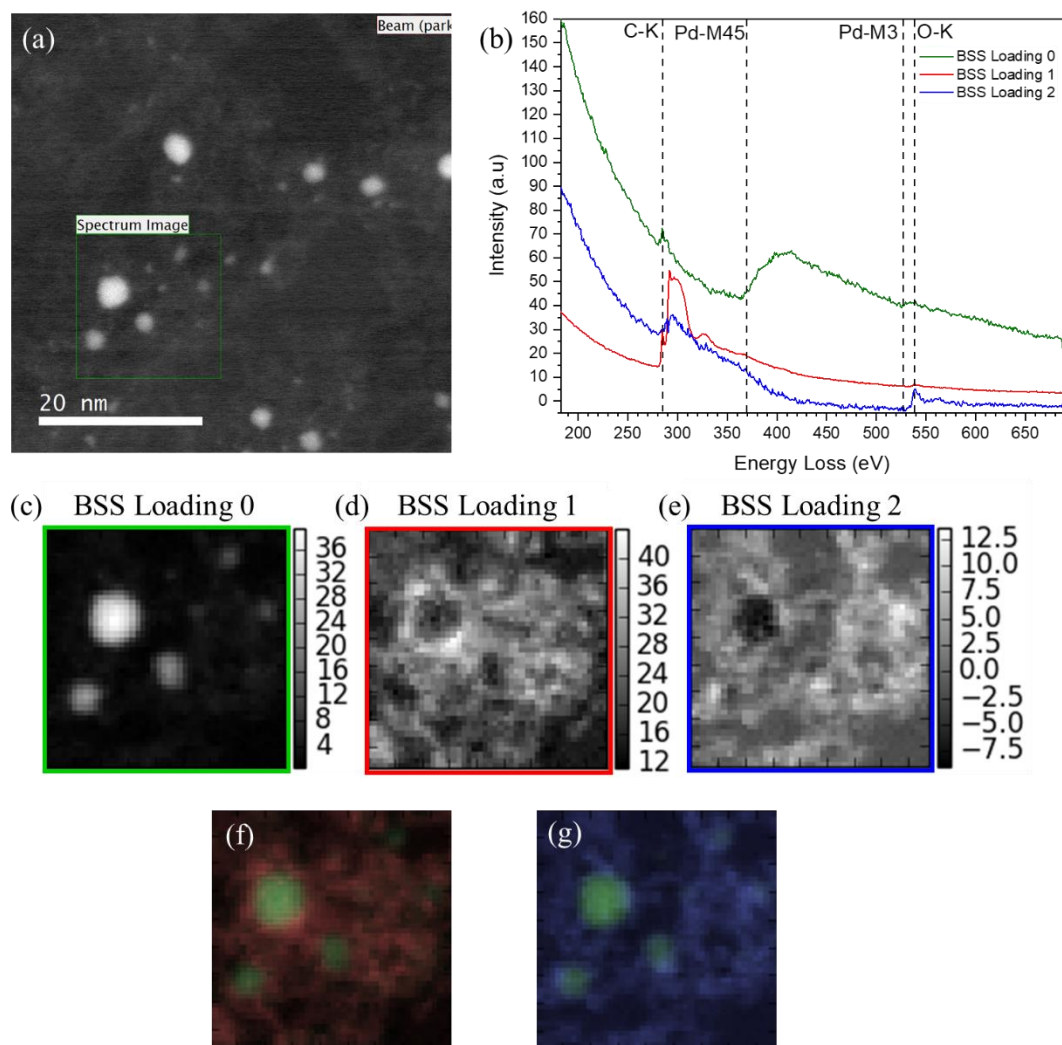 (a)
Beam (park
Spectrum Image
20 nm
(b)
C-K
Pd-M45
Pd-M3
O-K
BSS Loading 0
BSS Loading 1
BSS Loading 2
160
150
140
130
120
110
100
90
80
70
60
50
40
30
20
10
0
Intensity (a.u)
200
250
300
350
400
450
500
550
600
650
Energy Loss (eV)
(c)
BSS Loading 0
36
32
28
24
20
16
12
8
4
(d)
BSS Loading 1
40
36
32
28
24
20
16
12
(e)
BSS Loading 2
12.5
10.0
7.5
5.0
2.5
0.0
−2.5
−5.0
−7.5
(f)
(g)